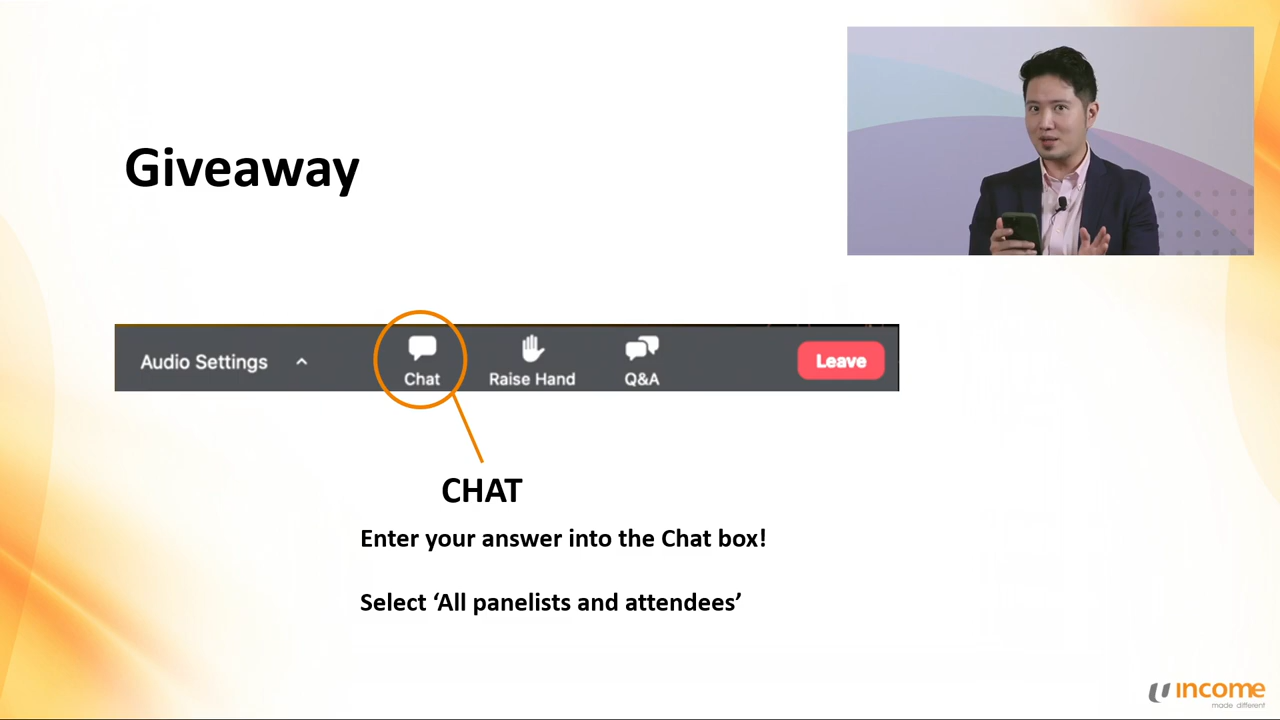 Giveaway
Audio Settings
Chat
Raise Hand
Q&A
Leave
CHAT
Enter your answer into the Chat box!
Select ‘All panelists and attendees’
income
made different